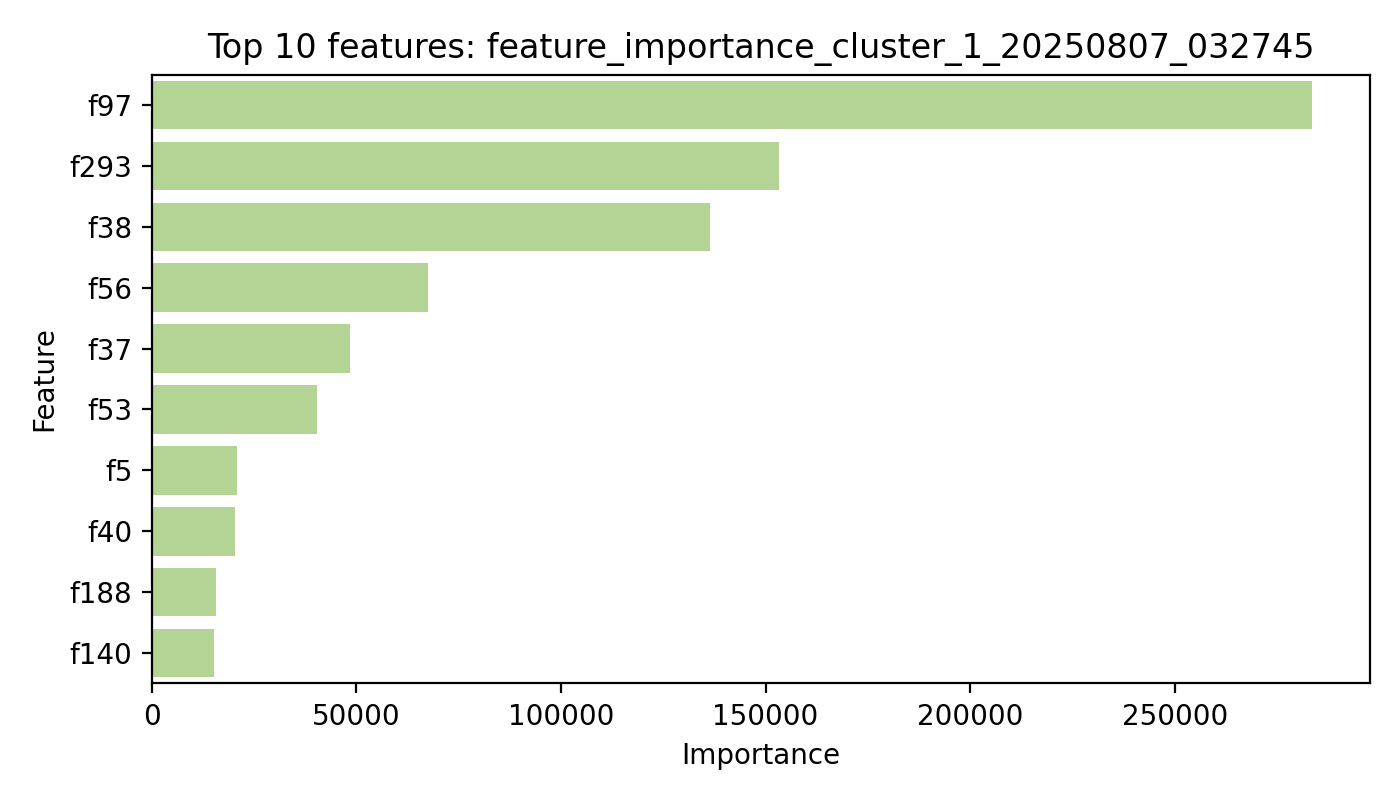 Top 10 features: feature_importance_cluster_1_20250807_032745
Feature
f97
f293
f38
f56
f37
f53
f5
f40
f188
f140
0 50000 100000 150000 200000 250000
Importance